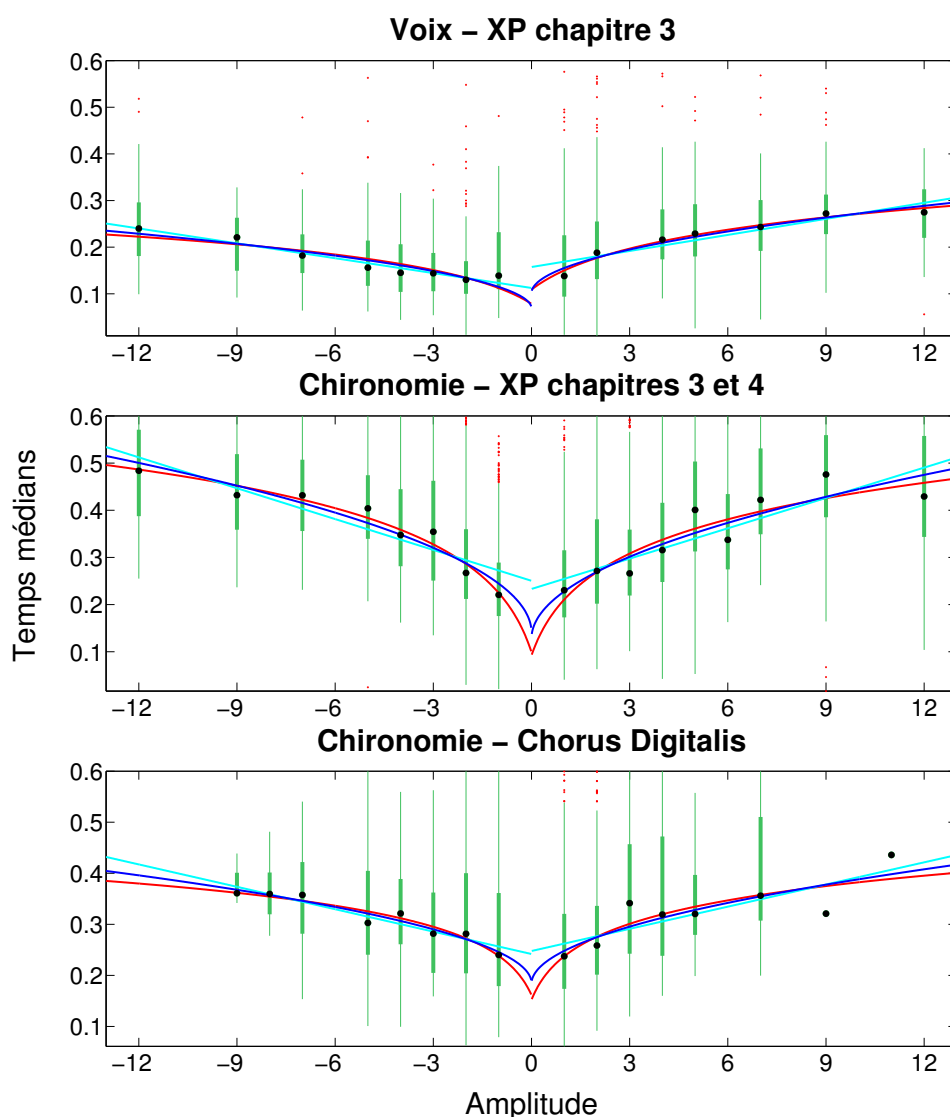 Voix − XP chapitre 3
0.6
0.5
0.4
0.3
0.2
0.1
−12 −9 −6 −3 0 3 6 9 12
Chironomie − XP chapitres 3 et 4
0.6
0.5
0.4
0.3
0.2
0.1
−12 −9 −6 −3 0 3 6 9 12
Temps médians
Chironomie − Chorus Digitalis
0.6
0.5
0.4
0.3
0.2
0.1
−12 −9 −6 −3 0 3 6 9 12
Amplitude